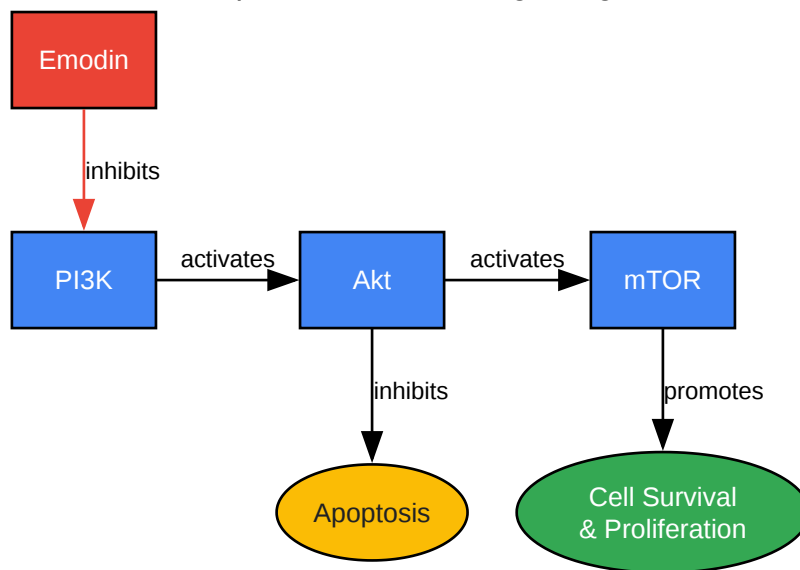 Emodin
inhibits
PI3K
activates
Akt
activates
mTOR
inhibits
promotes
Apoptosis
Cell Survival
& Proliferation